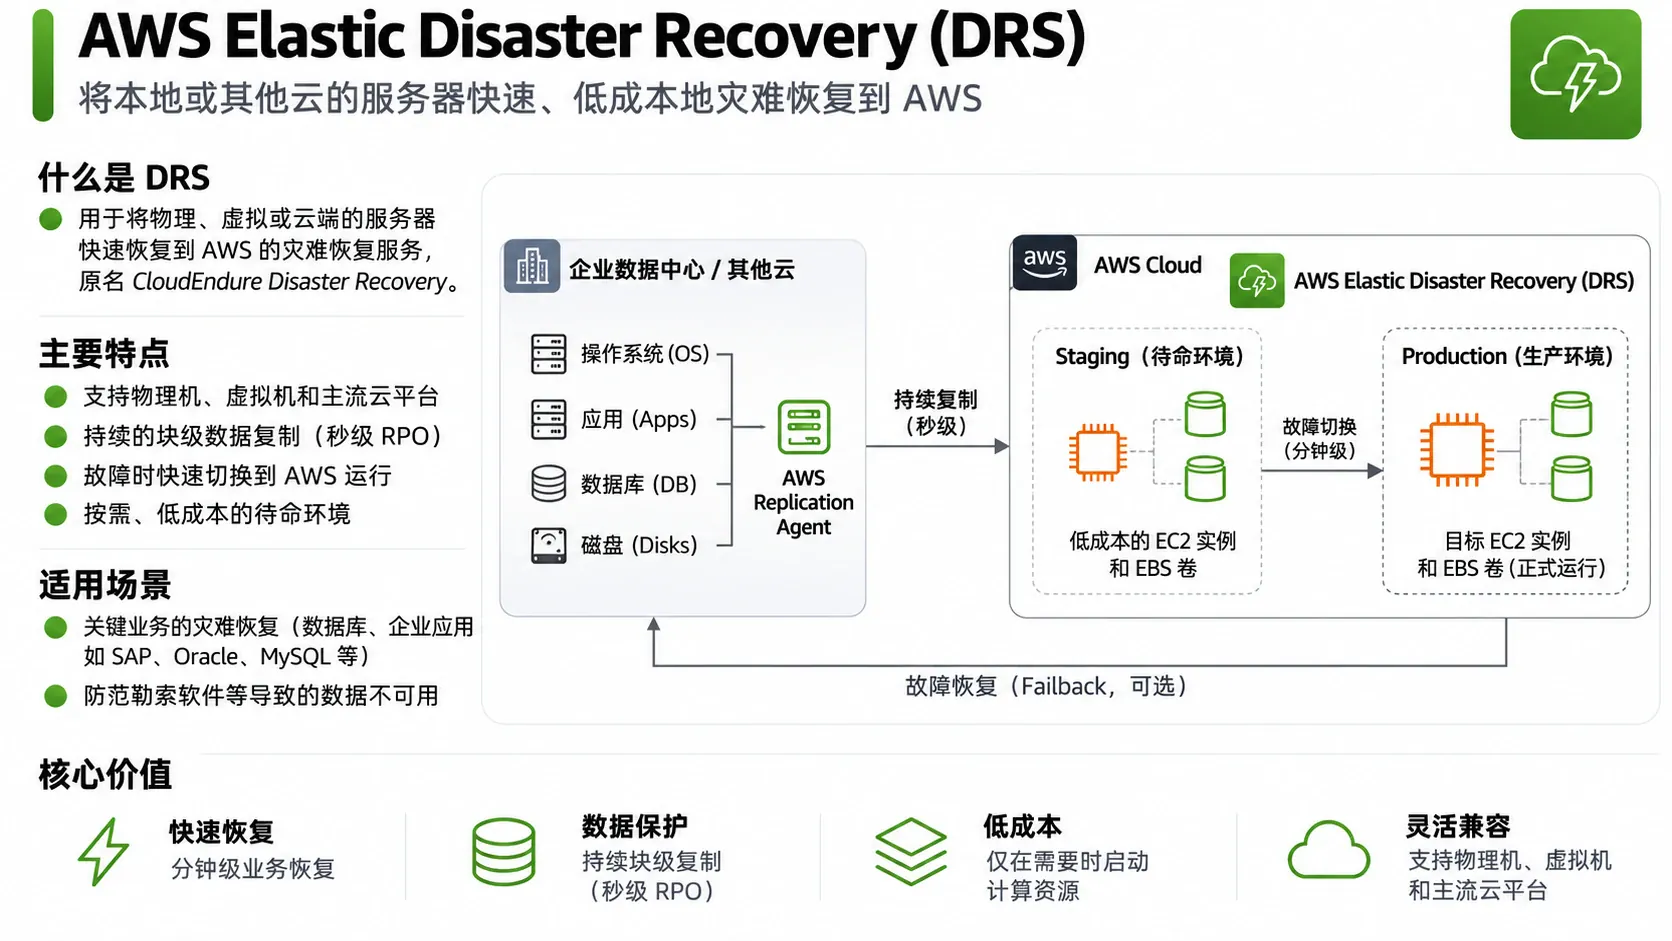 AWS Elastic Disaster Recovery (DRS)
将本地或其他云的服务器快速、低成本地灾难恢复到 AWS
什么是 DRS
用于将物理、虚拟或云端的服务器
快速恢复到 AWS 的灾难恢复服务，
原名 CloudEndure Disaster Recovery。
主要特点
支持物理机、虚拟机和主流云平台
持续的块级数据复制（秒级 RPO）
故障时快速切换到 AWS 运行
按需、低成本的待命环境
适用场景
关键业务的灾难恢复（数据库、企业应用
如 SAP、Oracle、MySQL 等）
防范勒索软件等导致的数据不可用
企业数据中心 / 其他云
操作系统 (OS)
应用 (Apps)
数据库 (DB)
磁盘 (Disks)
AWS
Replication
Agent
持续复制
（秒级）
aws
AWS Cloud
AWS Elastic Disaster Recovery (DRS)
Staging（待命环境）
低成本的 EC2 实例
和 EBS 卷
故障切换
（分钟级）
Production（生产环境）
目标 EC2 实例
和 EBS 卷（正式运行）
故障恢复（Failback，可选）
核心价值
快速恢复
分钟级业务恢复
数据保护
持续块级复制
（秒级 RPO）
低成本
仅在需要时启动
计算资源
灵活兼容
支持物理机、虚拟机
和主流云平台